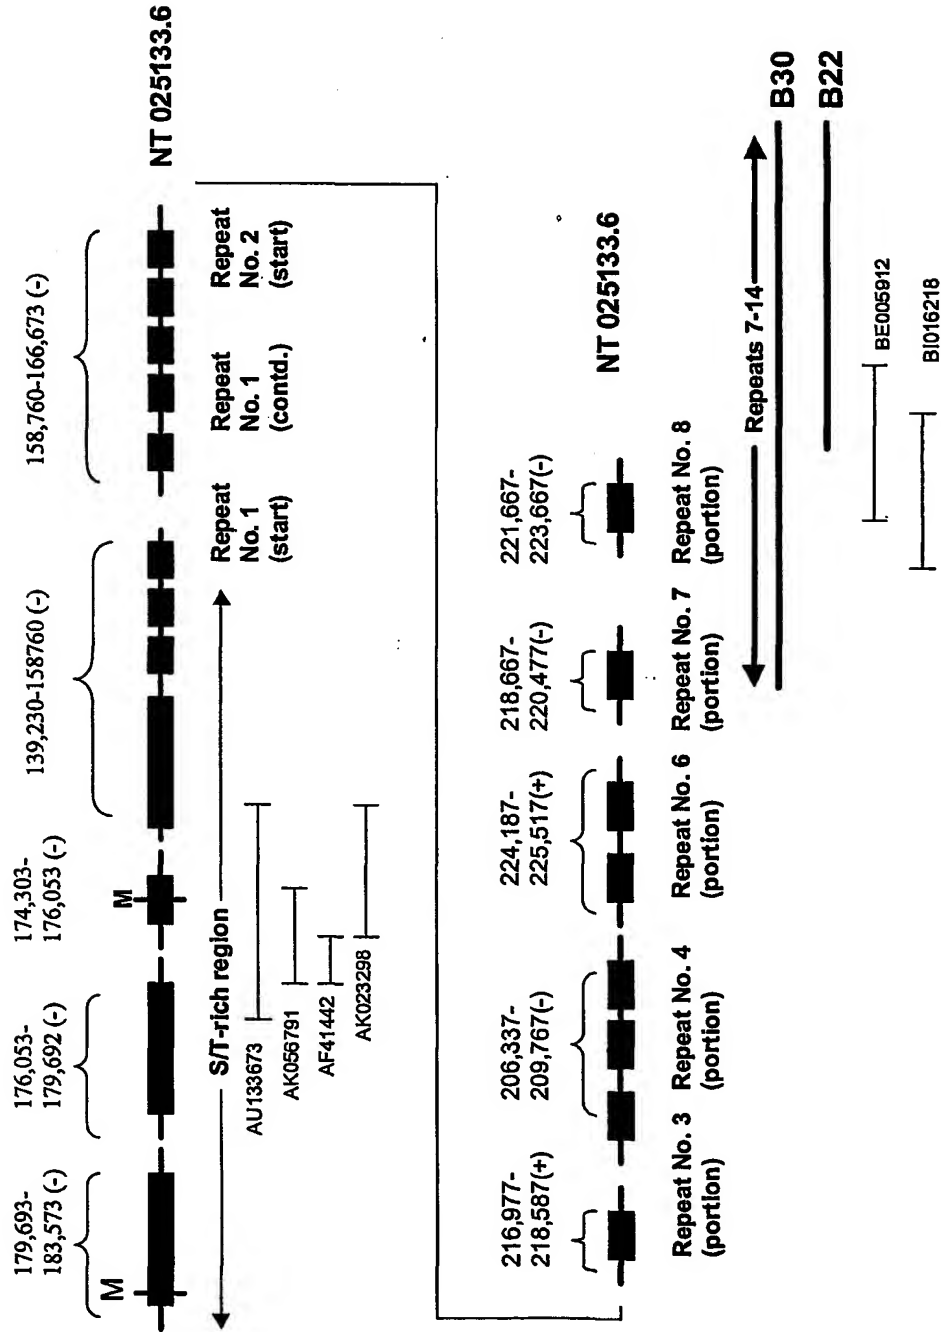 179,693-
183,573 (-)
176,053-
179,692 (-)
174,303-
176,053 (-)
139,230-158760 (-)
158,760-166,673 (-)
M
M
NT 025133.6
S/T-rich region
Repeat
No. 1
(start)
Repeat
No. 1
(contd.)
Repeat
No. 2
(start)
AU133673
AK056791
AF41442
AK023298
216,977-
218,587(+)
206,337-
209,767(-)
224,187-
225,517(+)
218,667-
220,477(-)
221,667-
223,667(-)
NT 025133.6
Repeat No. 3
(portion)
Repeat No. 4
(portion)
Repeat No. 6
(portion)
Repeat No. 7
(portion)
Repeat No. 8
(portion)
Repeats 7-14
B30
B22
BE005912
BI016218